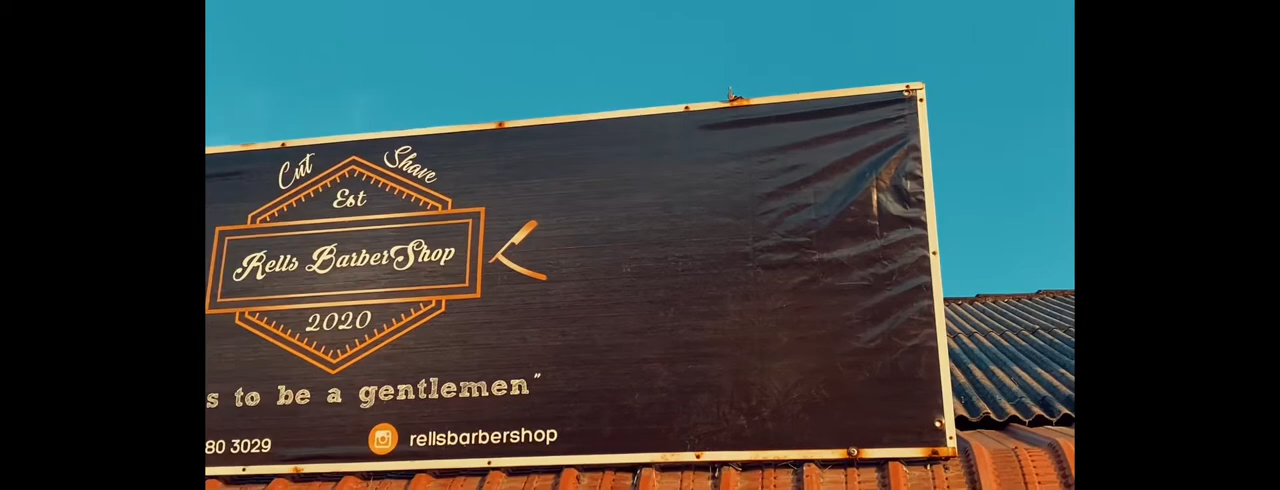 Cut Shave
Est
Rells BarberShop
2020
s to be a gentlemen"
80 3029
rellsbarbershop